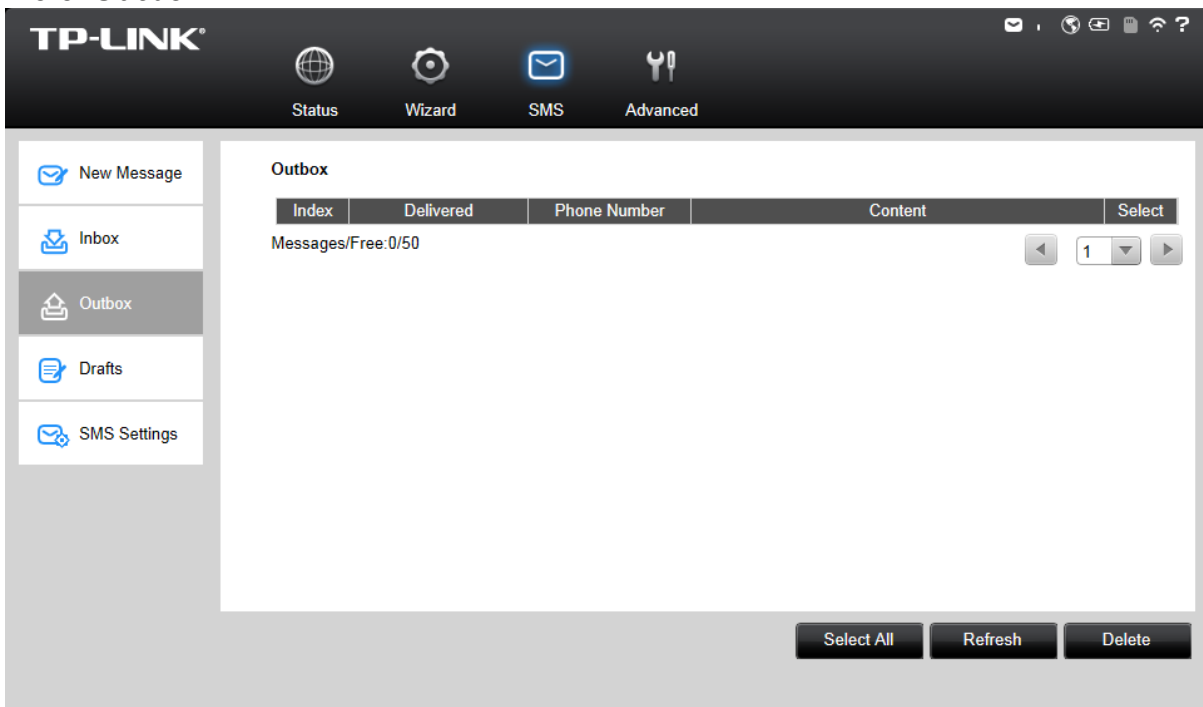 TP-LINK®
?
Status Wizard SMS Advanced
New Message
Inbox
Outbox
Drafts
SMS Settings
Outbox
Index Delivered Phone Number Content Select
Messages/Free:0/50
1
Select All Refresh Delete